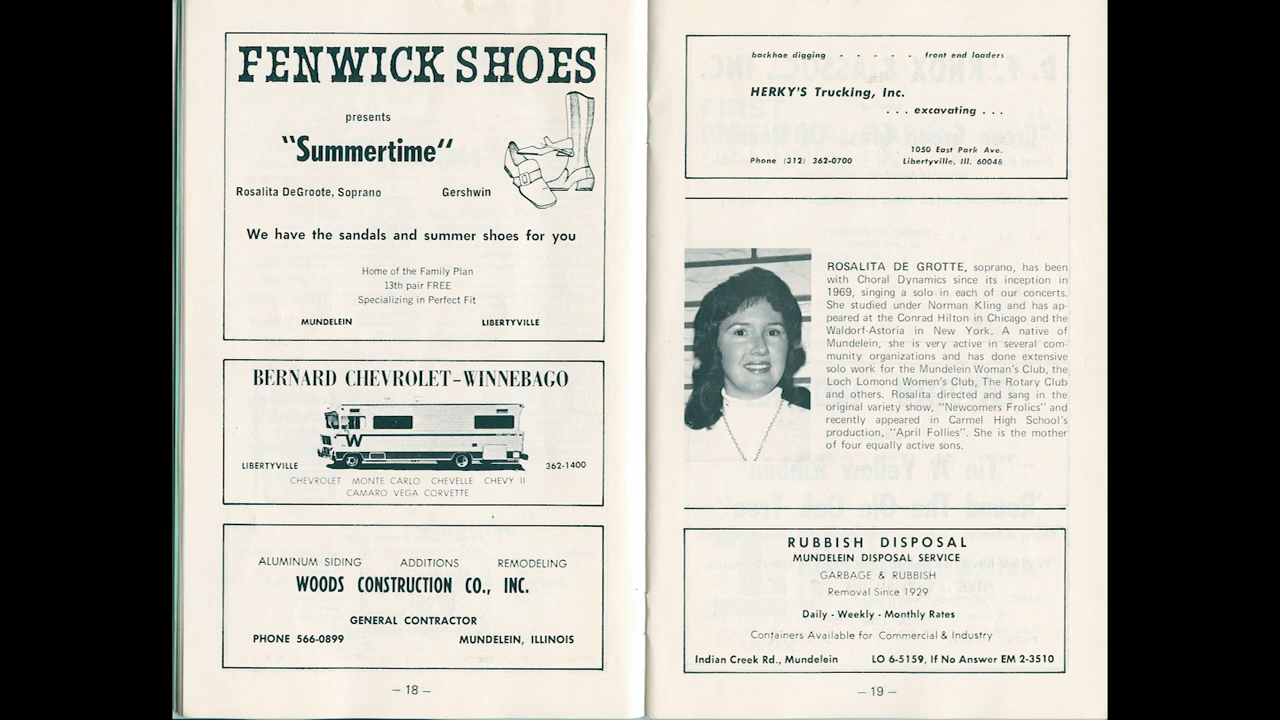 FENWICK SHOES
presents
"Summertime"
Rosalita DeGroote, Soprano Gershwin
We have the sandals and summer shoes for you
Home of the Family Plan
13th pair FREE
Specializing in Perfect Fit
MUNDELEIN LIBERTYVILLE
BERNARD CHEVROLET-WINNEBAGO
W
LIBERTYVILLE 362-1400
CHEVROLET MONTE CARLO CHEVELLE CHEVY II
CAMARO VEGA CORVETTE
ALUMINUM SIDING ADDITIONS REMODELING
WOODS CONSTRUCTION CO., INC.
GENERAL CONTRACTOR
PHONE 566-0899 MUNDELEIN, ILLINOIS
– 18 –
backhoe digging - - - - - front end loaders
HERKY'S Trucking, Inc.
. . . excavating . . .
1050 East Park Ave.
Phone (312) 362-0700 Libertyville, Ill. 60048
ROSALITA DE GROTTE, soprano, has been
with Choral Dynamics since its inception in
1969, singing a solo in each of our concerts.
She studied under Norman Kling and has ap-
peared at the Conrad Hilton in Chicago and the
Waldorf-Astoria in New York. A native of
Mundelein, she is very active in several com-
munity organizations and has done extensive
solo work for the Mundelein Woman's Club, the
Loch Lomond Women's Club, The Rotary Club
and others. Rosalita directed and sang in the
original variety show, "Newcomers Frolics" and
recently appeared in Carmel High School's
production, "April Follies". She is the mother
of four equally active sons.
RUBBISH DISPOSAL
MUNDELEIN DISPOSAL SERVICE
GARBAGE & RUBBISH
Removal Since 1929
Daily - Weekly - Monthly Rates
Containers Available for Commercial & Industry
Indian Creek Rd., Mundelein LO 6-5159, If No Answer EM 2-3510
– 19 –